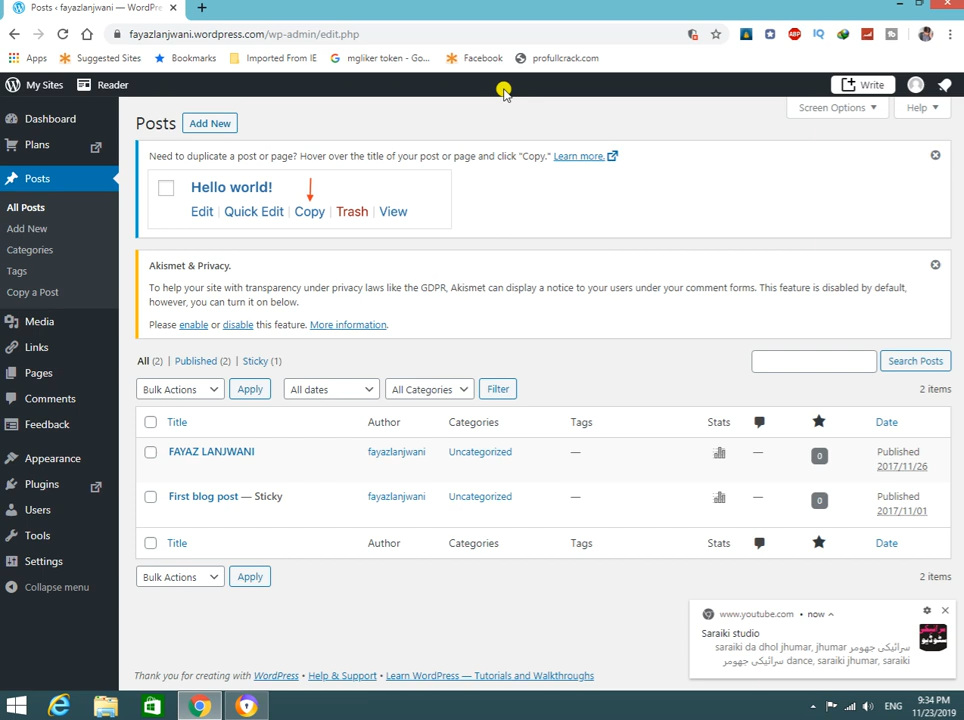 Posts ‹ fayazlanjwani — WordPre
fayazlanjwani.wordpress.com/wp-admin/edit.php
Apps Suggested Sites Bookmarks Imported From IE mgliker token - Go... Facebook profullcrack.com
My Sites Reader Write
Screen Options Help
Dashboard
Plans
Posts
All Posts
Add New
Categories
Tags
Copy a Post
Media
Links
Pages
Comments
Feedback
Appearance
Plugins
Users
Tools
Settings
Collapse menu
Posts Add New
Need to duplicate a post or page? Hover over the title of your post or page and click "Copy." Learn more.
Hello world!
Edit | Quick Edit | Copy | Trash | View
Akismet & Privacy.
To help your site with transparency under privacy laws like the GDPR, Akismet can display a notice to your users under your comment forms. This feature is disabled by default,
however, you can turn it on below.
Please enable or disable this feature. More information.
All (2) | Published (2) | Sticky (1)
Search Posts
Bulk Actions Apply All dates All Categories Filter
2 items
Title Author Categories Tags Stats Date
FAYAZ LANJWANI fayazlanjwani Uncategorized — — 0 Published
2017/11/26
First blog post — Sticky fayazlanjwani Uncategorized — — 0 Published
2017/11/01
Title Author Categories Tags Stats Date
Bulk Actions Apply
2 items
www.youtube.com • now
Saraiki studio
saraiki da dhol jhumar, jhumar سرائیکی جھومر
سرائیکی جھومر dance, saraiki jhumar, saraiki
Thank you for creating with WordPress • Help & Support • Learn WordPress — Tutorials and Walkthroughs
ENG
9:34 PM
11/23/2019